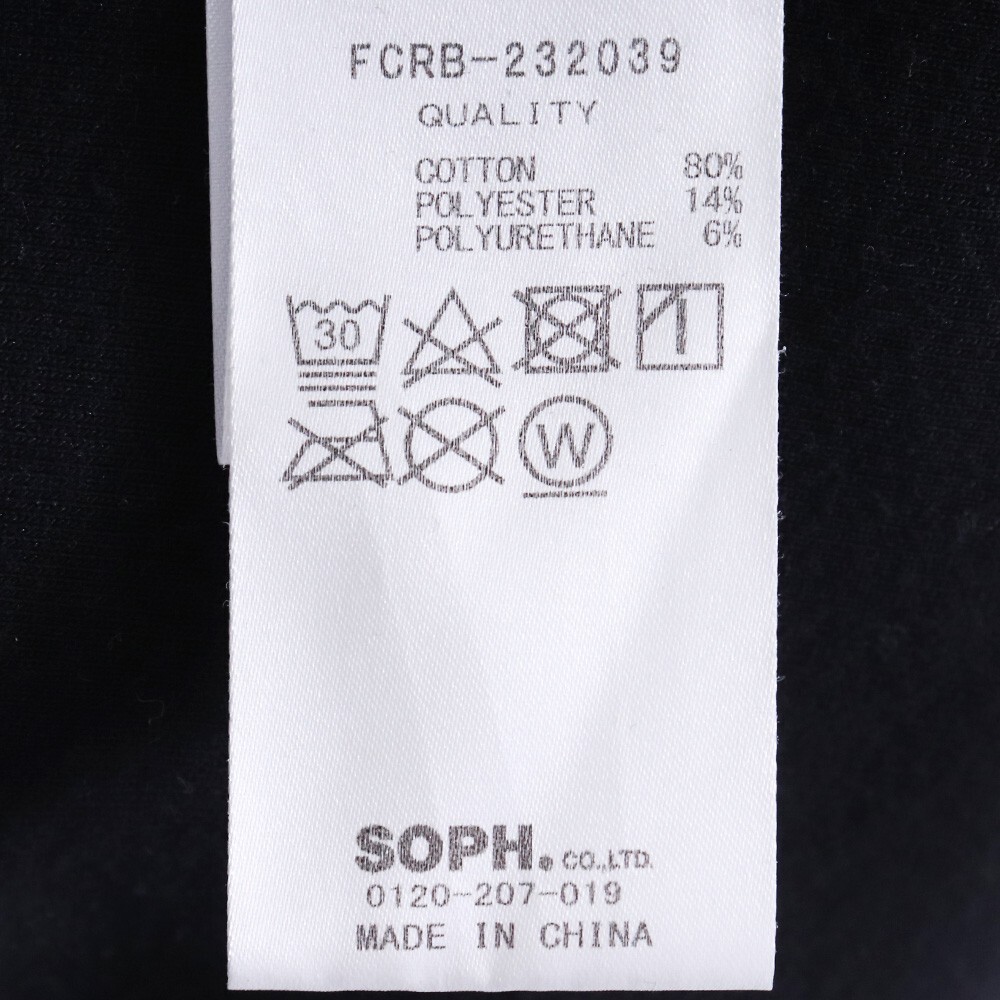 FCRB-232039
QUALITY
COTTON 80%
POLYESTER 14%
POLYURETHANE 6%
30
W
SOPH. CO.,LTD.
0120-207-019
MADE IN CHINA